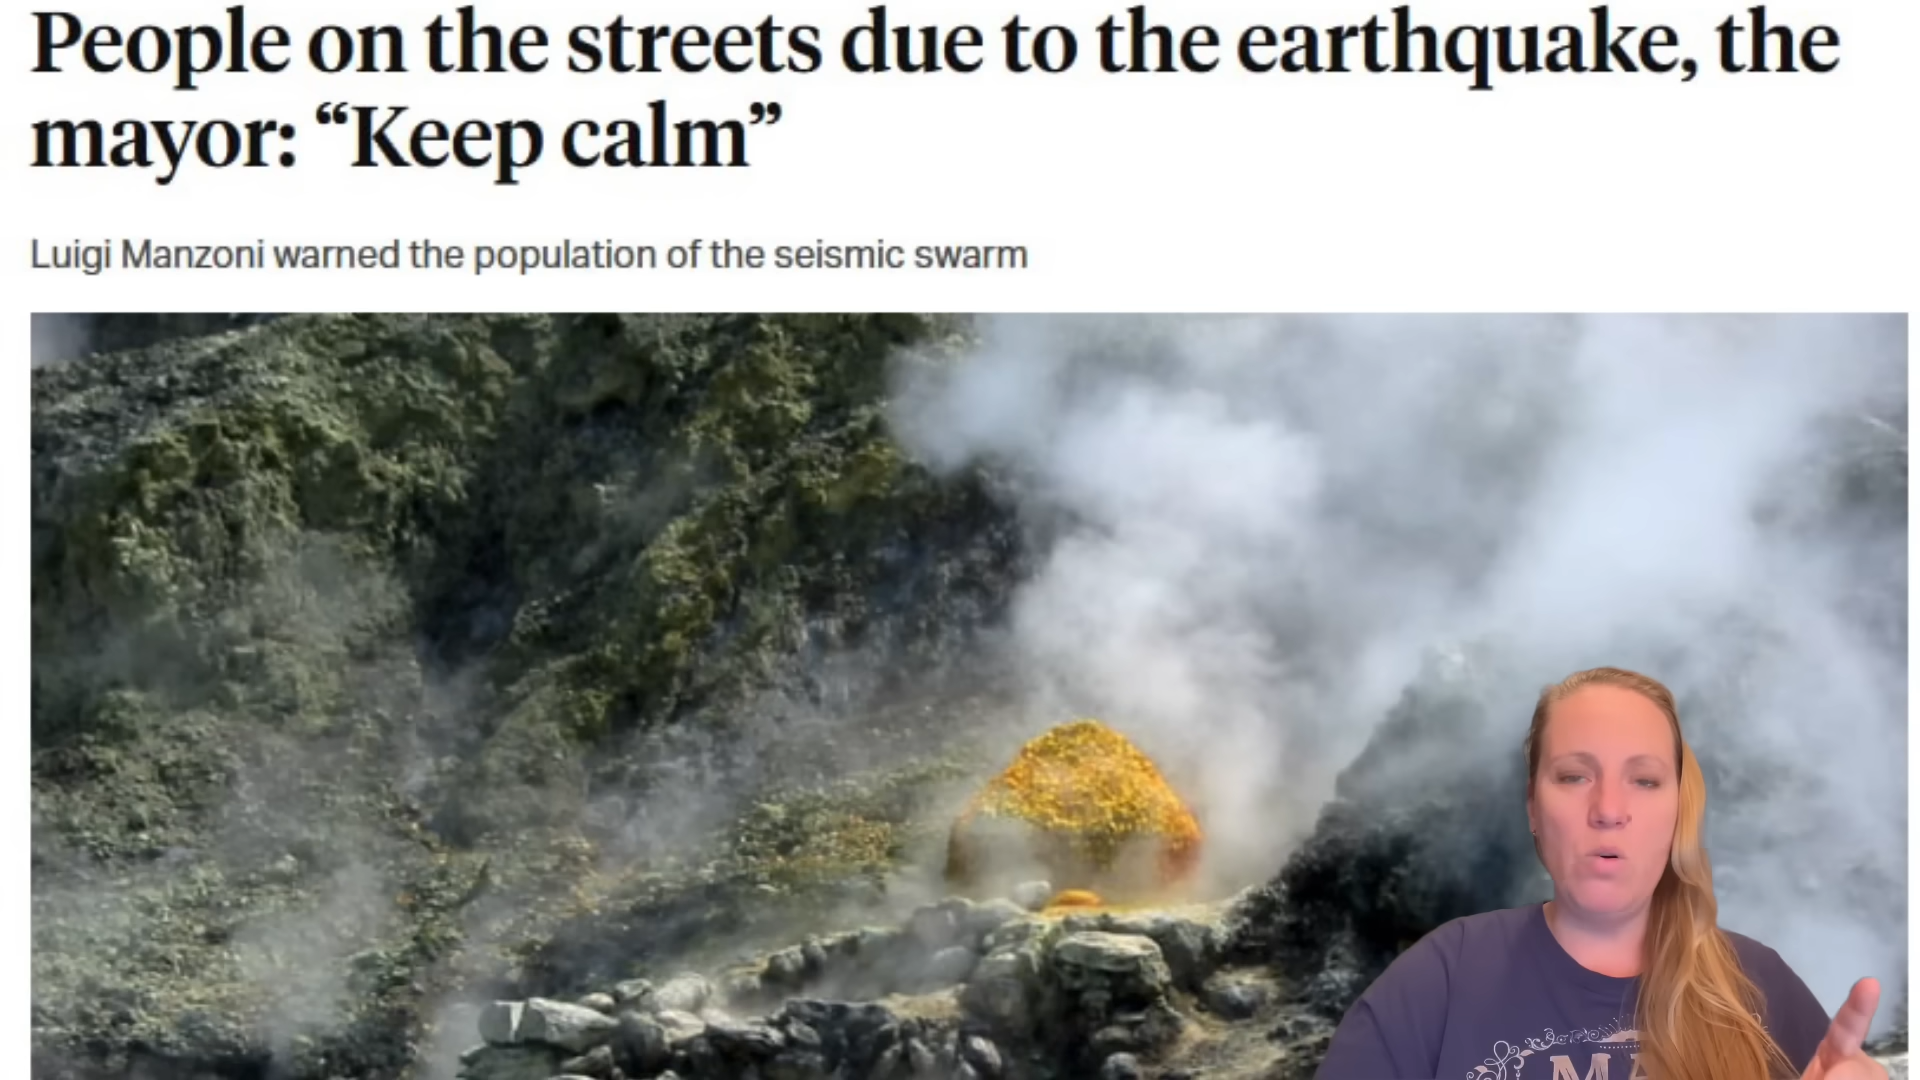 People on the streets due to the earthquake, the
mayor: “Keep calm”
Luigi Manzoni warned the population of the seismic swarm
MA